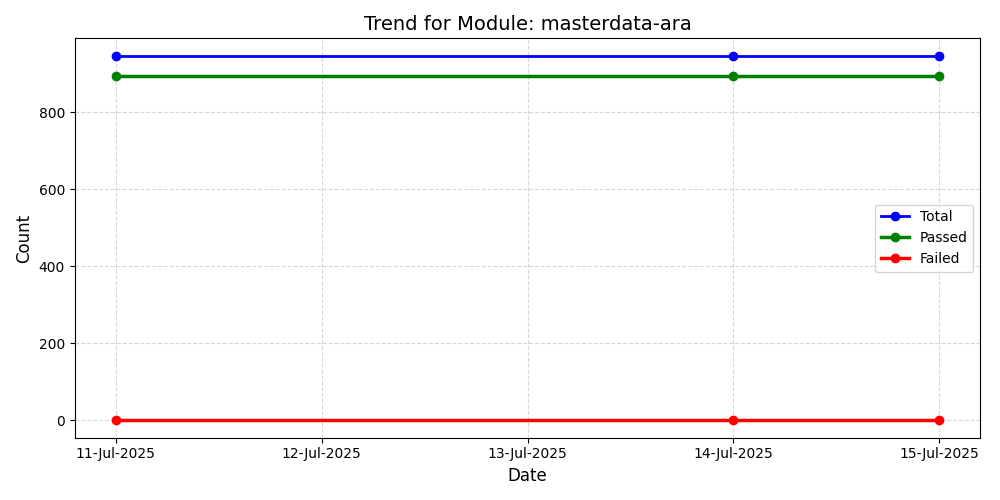 Trend for Module: masterdata-ara
Count
800
600
400
200
0
Total
Passed
Failed
11-Jul-2025
12-Jul-2025
13-Jul-2025
14-Jul-2025
15-Jul-2025
Date